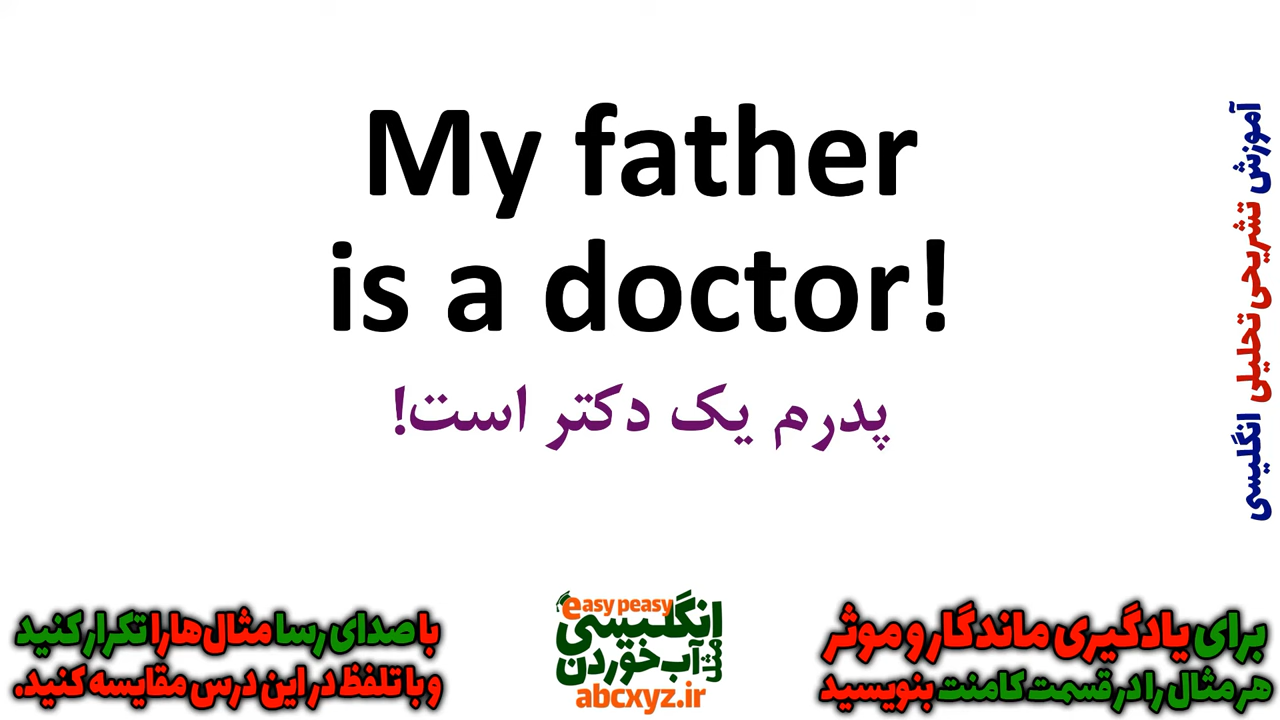 My father
is a doctor!
پدرم یک دکتر است!
آموزش تشریحی تحلیلی انگلیسی
با صدای رسا مثال‌ها را تکرار کنید
و با تلفظ در این درس مقایسه کنید.
easy peasy
انگلیسی
مثل آب خوردن
abcxyz.ir
برای یادگیری ماندگار و موثر
هر مثال را در قسمت کامنت بنویسید